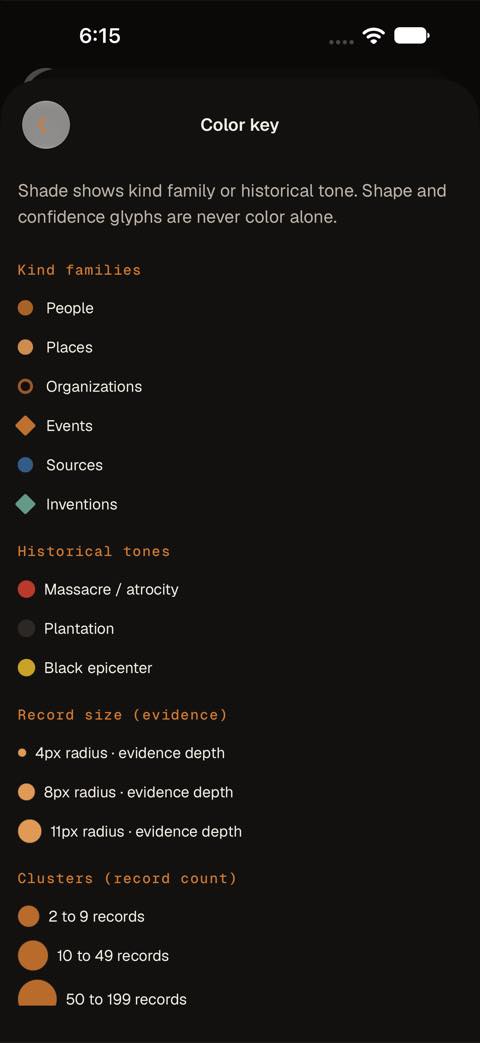 6:15
Color key
Shade shows kind family or historical tone. Shape and
confidence glyphs are never color alone.
Kind families
People
Places
Organizations
Events
Sources
Inventions
Historical tones
Massacre / atrocity
Plantation
Black epicenter
Record size (evidence)
4px radius · evidence depth
8px radius · evidence depth
11px radius · evidence depth
Clusters (record count)
2 to 9 records
10 to 49 records
50 to 199 records